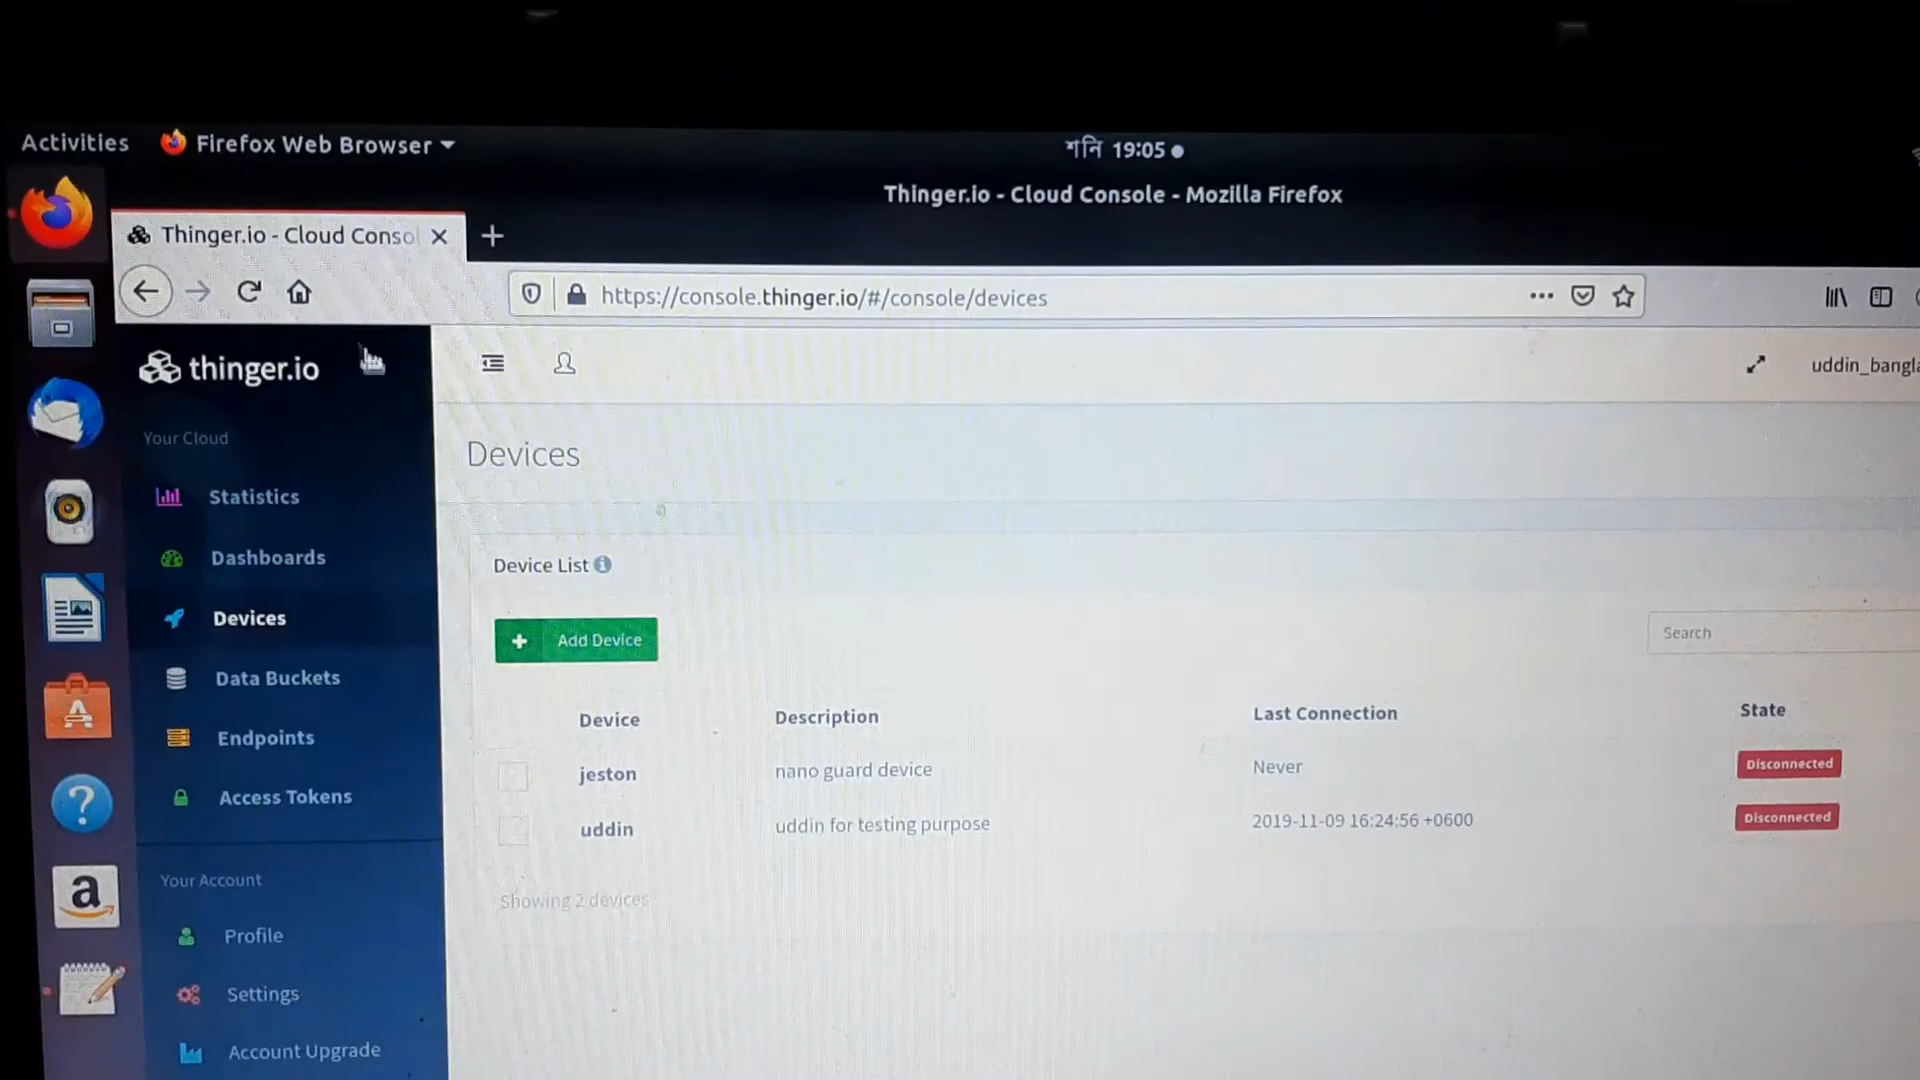 Activities
Firefox Web Browser
শনি 19:05
Thinger.io - Cloud Console - Mozilla Firefox
Thinger.io - Cloud Conso
https://console.thinger.io/#/console/devices
thinger.io
uddin_bangla
Your Cloud
Statistics
Dashboards
Devices
Data Buckets
Endpoints
Access Tokens
Your Account
Profile
Settings
Account Upgrade
Devices
Device List
Add Device
Search
Device Description Last Connection State
jeston nano guard device Never Disconnected
uddin uddin for testing purpose 2019-11-09 16:24:56 +0600 Disconnected
Showing 2 devices